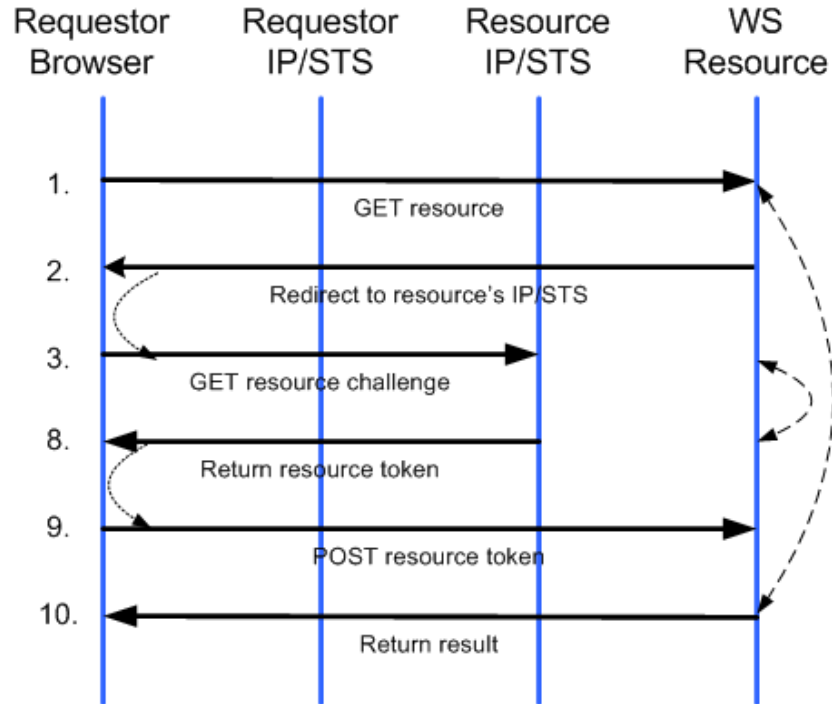 Requestor
Browser
Requestor
IP/STS
Resource
IP/STS
WS
Resource
1.
GET resource
2.
Redirect to resource's IP/STS
3.
GET resource challenge
8.
Return resource token
9.
POST resource token
10.
Return result